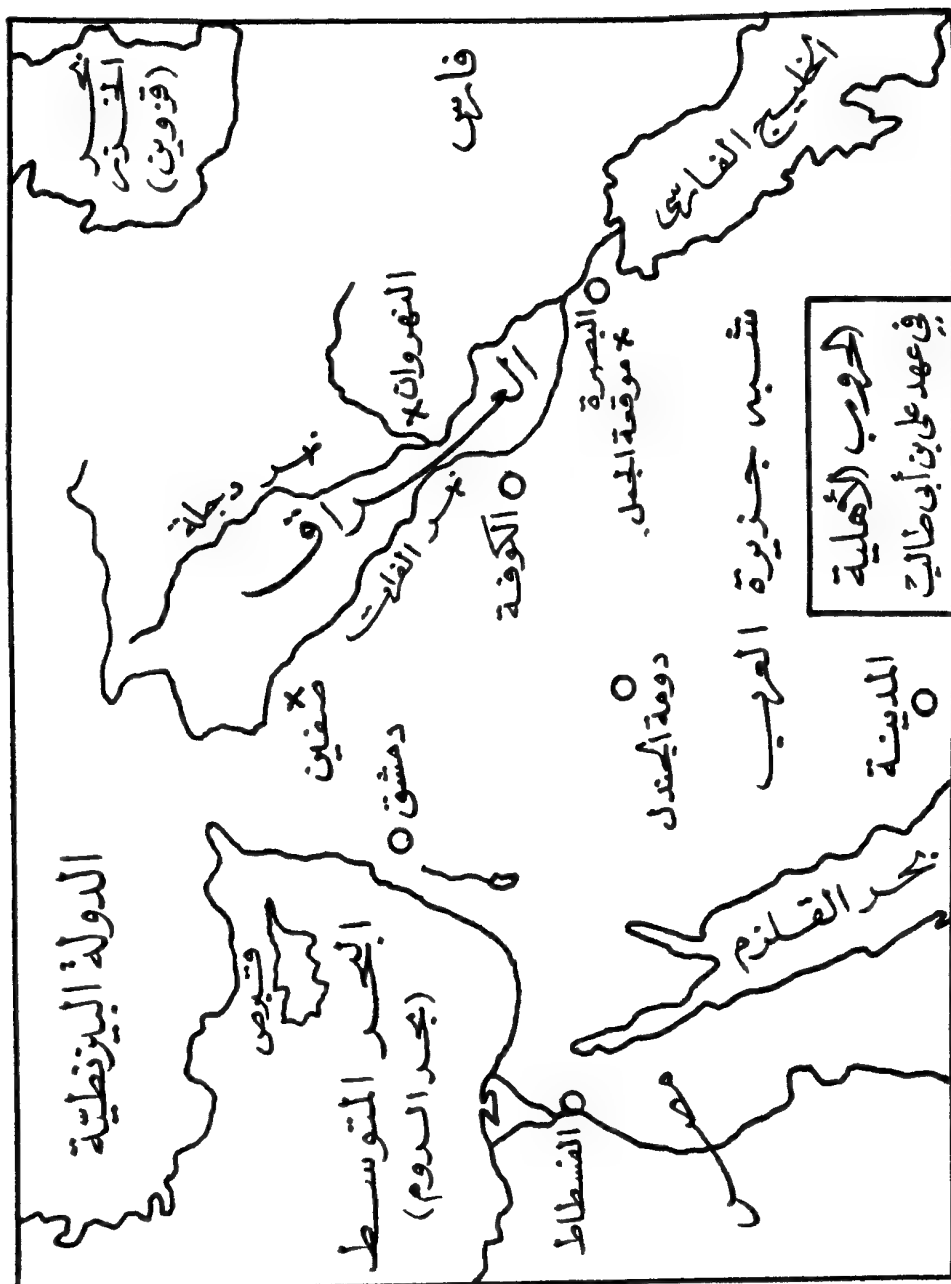 الحروب الأهلية
في عهد علي بن أبي طالب
بحر
الخزر
(قزوين)
فارس
الخليج الفارسي
الدولة البيزنطية
نهر دجلة
النهروان
العراق
نهر الفرات
البصرة
موقعة الجمل
الكوفة
صفين
دمشق
دومة الجندل
شبه جزيرة العرب
المدينة
قبرص
البحر المتوسط
(بحر الروم)
بحر القلزم
الفسطاط
مصر